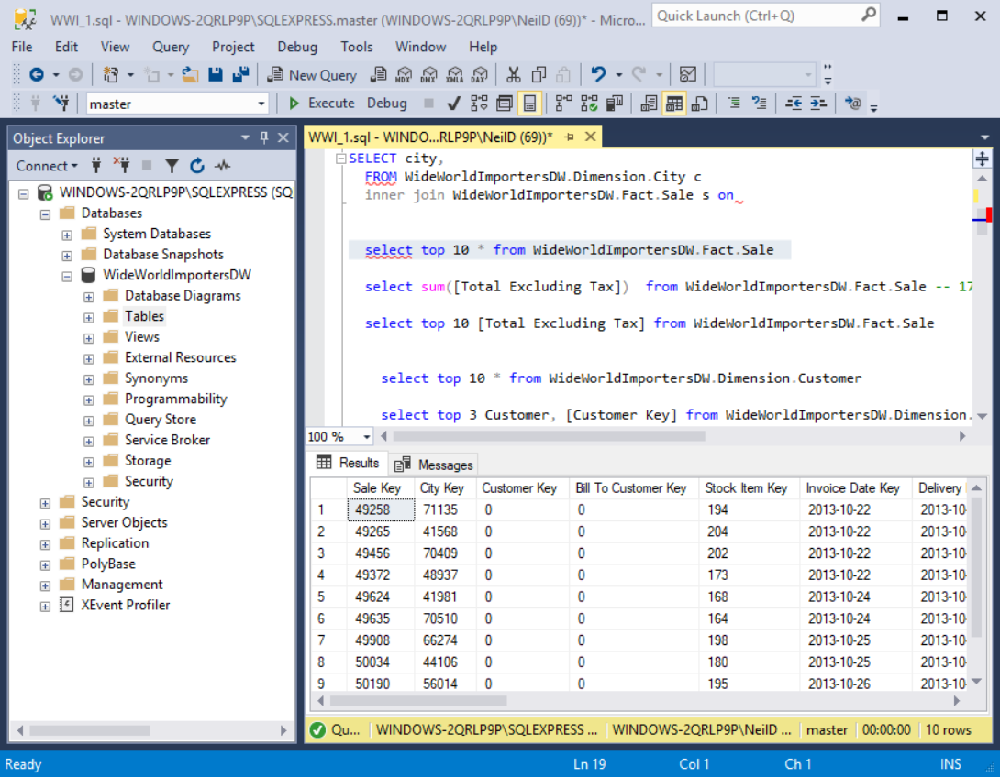 WWI_1.sql - WINDOWS-2QRLP9P\SQLEXPRESS.master (WINDOWS-2QRLP9P\NeilD (69))* - Micro...
Quick Launch (Ctrl+Q)
File Edit View Query Project Debug Tools Window Help
New Query MDX DMX XMLA DAX
master Execute Debug
Object Explorer
Connect
WINDOWS-2QRLP9P\SQLEXPRESS (SQ
Databases
System Databases
Database Snapshots
WideWorldImportersDW
Database Diagrams
Tables
Views
External Resources
Synonyms
Programmability
Query Store
Service Broker
Storage
Security
Security
Server Objects
Replication
PolyBase
Management
XEvent Profiler
WWI_1.sql - WINDO...RLP9P\NeilD (69))*
SELECT city,
FROM WideWorldImportersDW.Dimension.City c
inner join WideWorldImportersDW.Fact.Sale s on
select top 10 * from WideWorldImportersDW.Fact.Sale
select sum([Total Excluding Tax])  from WideWorldImportersDW.Fact.Sale -- 17
select top 10 [Total Excluding Tax] from WideWorldImportersDW.Fact.Sale
select top 10 * from WideWorldImportersDW.Dimension.Customer
select top 3 Customer, [Customer Key] from WideWorldImportersDW.Dimension.
100 %
Results Messages
Sale Key City Key Customer Key Bill To Customer Key Stock Item Key Invoice Date Key Delivery
1 49258 71135 0 0 194 2013-10-22 2013-10-
2 49265 41568 0 0 204 2013-10-22 2013-10-
3 49456 70409 0 0 202 2013-10-22 2013-10-
4 49372 48937 0 0 173 2013-10-22 2013-10-
5 49624 41981 0 0 168 2013-10-24 2013-10-
6 49635 70510 0 0 164 2013-10-24 2013-10-
7 49908 66274 0 0 198 2013-10-25 2013-10-
8 50034 44106 0 0 180 2013-10-25 2013-10-
9 50190 56014 0 0 195 2013-10-26 2013-10-
Qu... WINDOWS-2QRLP9P\SQLEXPRESS ... WINDOWS-2QRLP9P\NeilD ... master 00:00:00 10 rows
Ready Ln 19 Col 1 Ch 1 INS